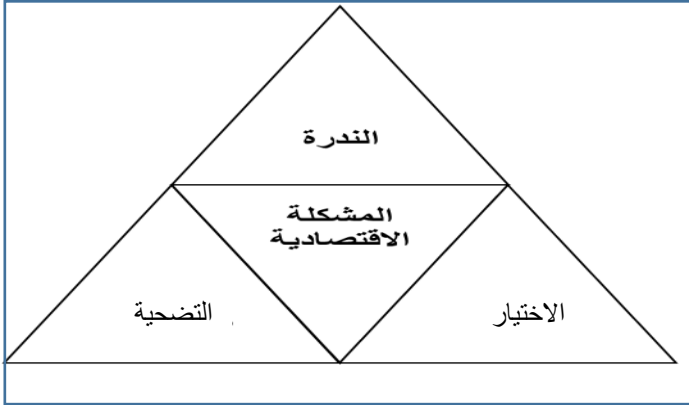 الندرة
المشكلة
الاقتصادية
الاختيار
التضحية